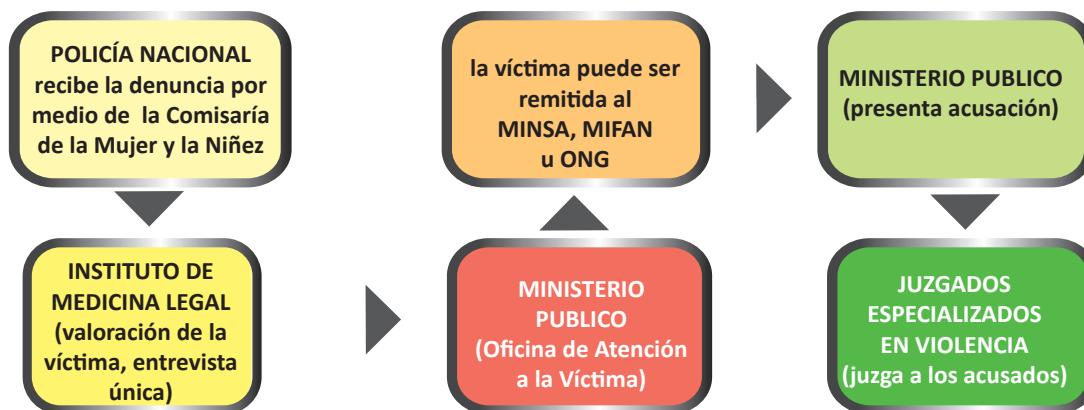 POLICÍA NACIONAL
recibe la denuncia por
medio de la Comisaría
de la Mujer y la Niñez
INSTITUTO DE
MEDICINA LEGAL
(valoración de la
víctima, entrevista
única)
MINISTERIO
PUBLICO
(Oficina de Atención
a la Víctima)
la víctima puede ser
remitida al
MINSA, MIFAN
u ONG
MINISTERIO PUBLICO
(presenta acusación)
JUZGADOS
ESPECIALIZADOS
EN VIOLENCIA
(juzga a los acusados)